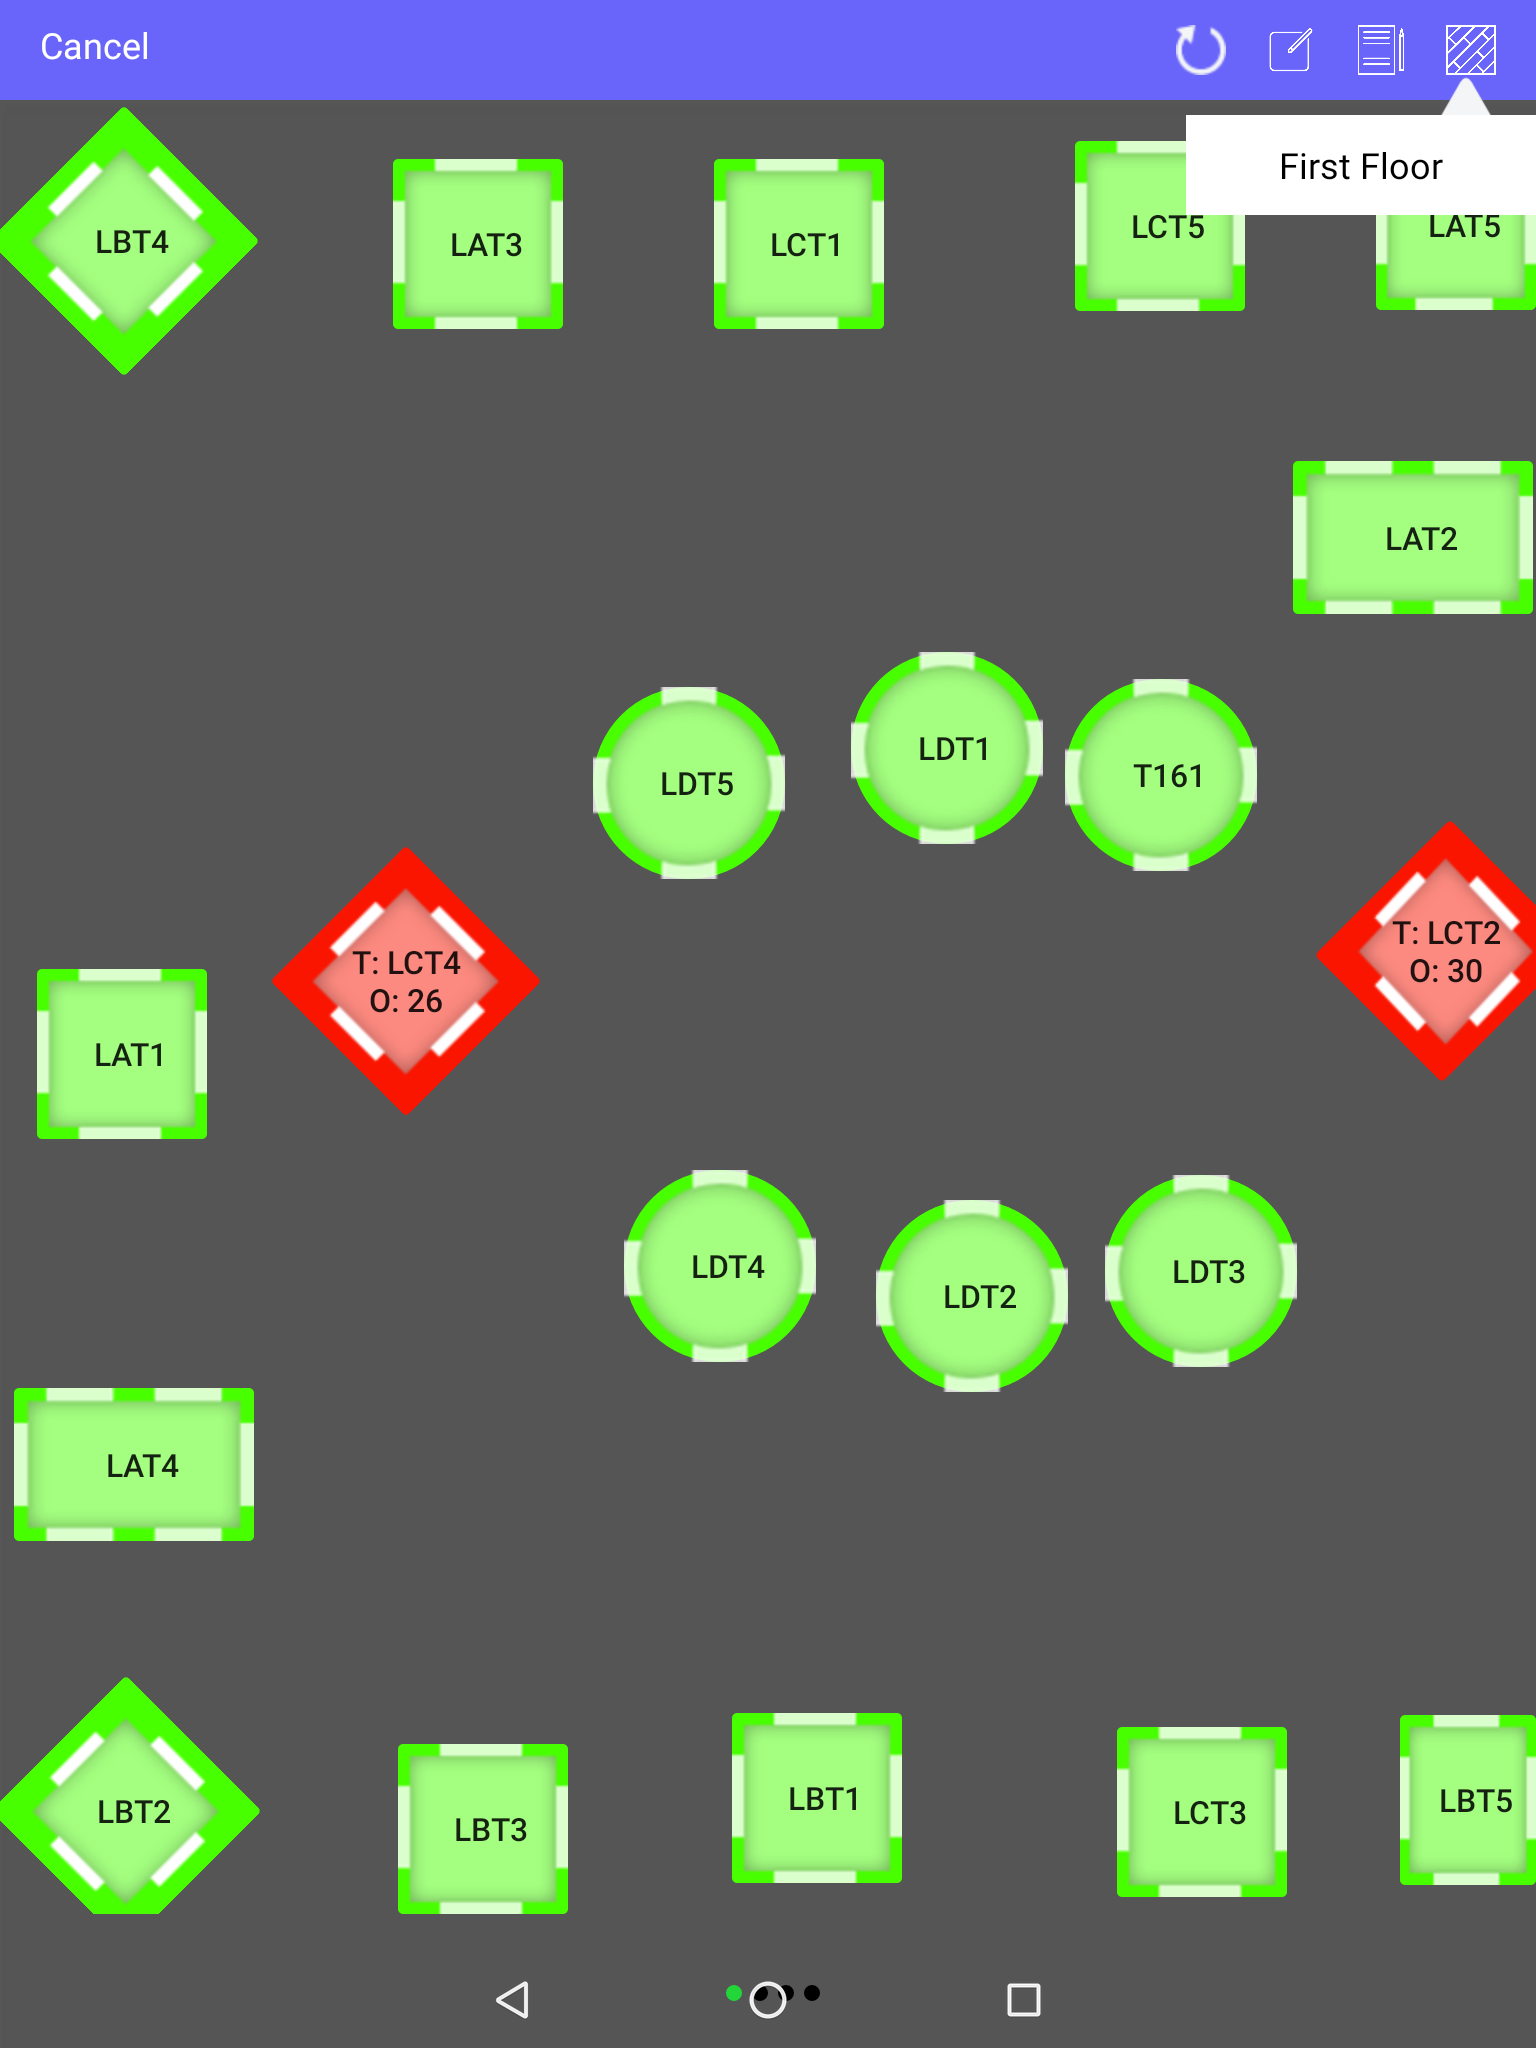 Cancel
First Floor
LBT4
LAT3
LCT1
LCT5
LAT5
LAT2
LDT5
LDT1
T161
T: LCT4
O: 26
T: LCT2
O: 30
LAT1
LDT4
LDT2
LDT3
LAT4
LBT2
LBT3
LBT1
LCT3
LBT5